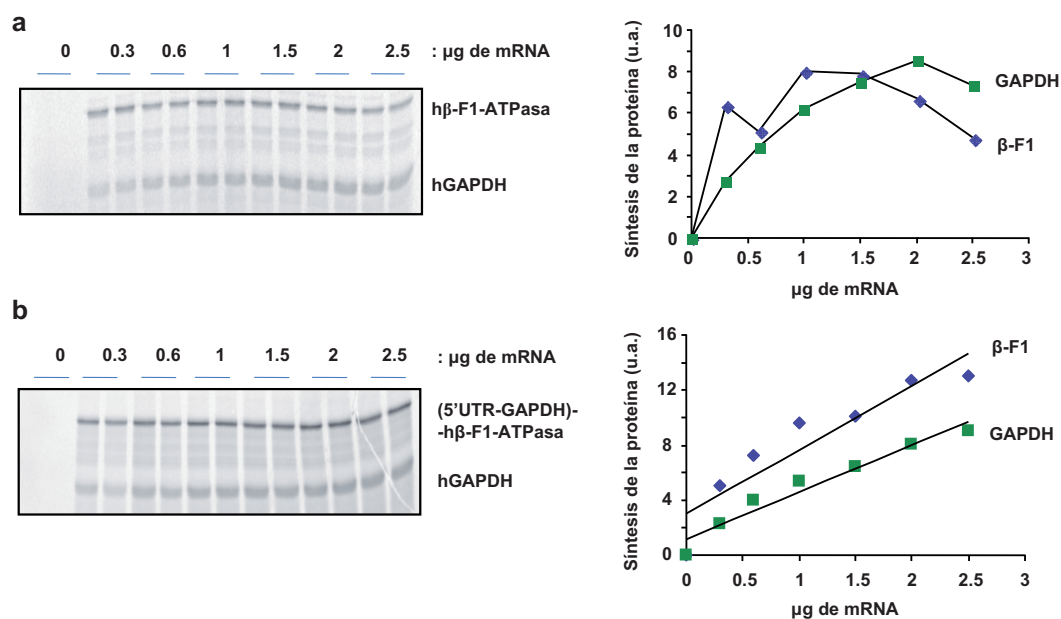 a
0 0.3 0.6 1 1.5 2 2.5 : µg de mRNA
hβ-F1-ATPasa
hGAPDH
Síntesis de la proteína (u.a.)
10
8
6
4
2
0
0 0.5 1 1.5 2 2.5 3
µg de mRNA
GAPDH
β-F1
b
0 0.3 0.6 1 1.5 2 2.5 : µg de mRNA
(5'UTR-GAPDH)-
-hβ-F1-ATPasa
hGAPDH
Síntesis de la proteína (u.a.)
16
12
8
4
0
0 0.5 1 1.5 2 2.5 3
µg de mRNA
β-F1
GAPDH